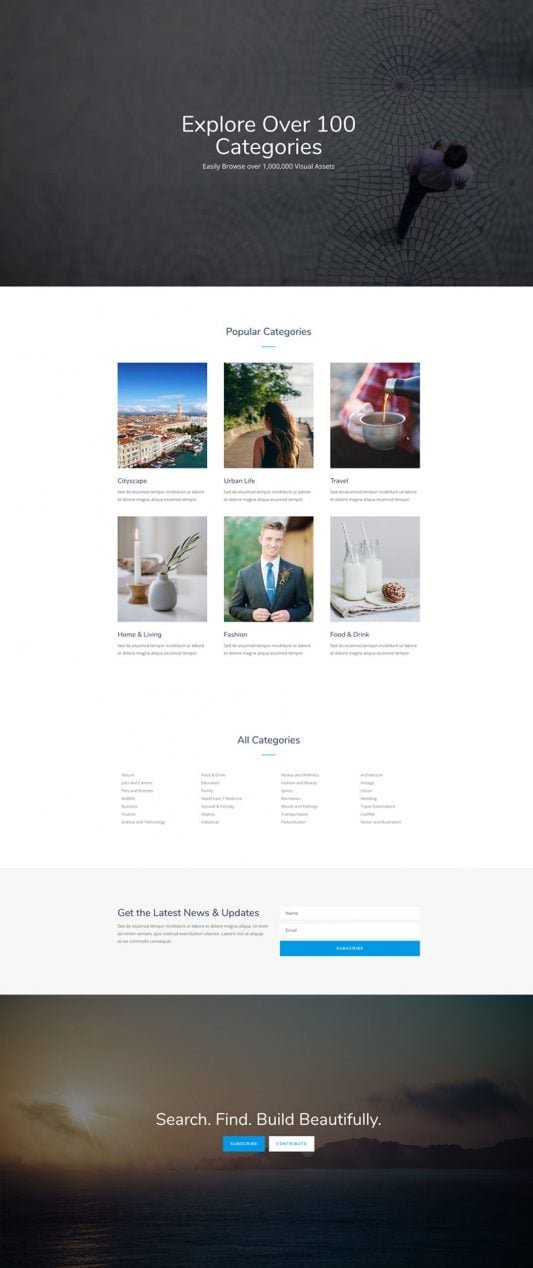 Explore Over 100
Categories
Easily Browse over 1,000,000 Visual Assets
Popular Categories
Cityscape
Urban Life
Travel
Sed do eiusmod tempor incididunt ut labore
et dolore magna aliqua eiusmod tempor.
Sed do eiusmod tempor incididunt ut labore
et dolore magna aliqua eiusmod tempor.
Sed do eiusmod tempor incididunt ut labore
et dolore magna aliqua eiusmod tempor.
Home & Living
Fashion
Food & Drink
Sed do eiusmod tempor incididunt ut labore
et dolore magna aliqua eiusmod tempor.
Sed do eiusmod tempor incididunt ut labore
et dolore magna aliqua eiusmod tempor.
Sed do eiusmod tempor incididunt ut labore
et dolore magna aliqua eiusmod tempor.
All Categories
Food & Drink
Fitness and Wellness
Architecture
Jobs and Careers
Education
Fashion and Beauty
Vintage
Pets and Animals
Family
Sports
Urban
Wildlife
Healthcare / Medicine
Recreation
Wedding
Business
Seasonal & Holiday
Moods and Feelings
Travel Destinations
Finance
Objects
Transportation
Science and Technology
Industrial
Parks/Outdoor
Vector and Illustration
Get the Latest News & Updates
Sed do eiusmod tempor incididunt ut labore et dolore magna aliqua. Ut enim
ad minim veniam, quis nostrud exercitation ullamco. Laboris nisi ut aliquip
ex ea commodo consequat.
Name
Email
SUBSCRIBE
Search. Find. Build Beautifully.
SUBSCRIBE
CONTRIBUTE